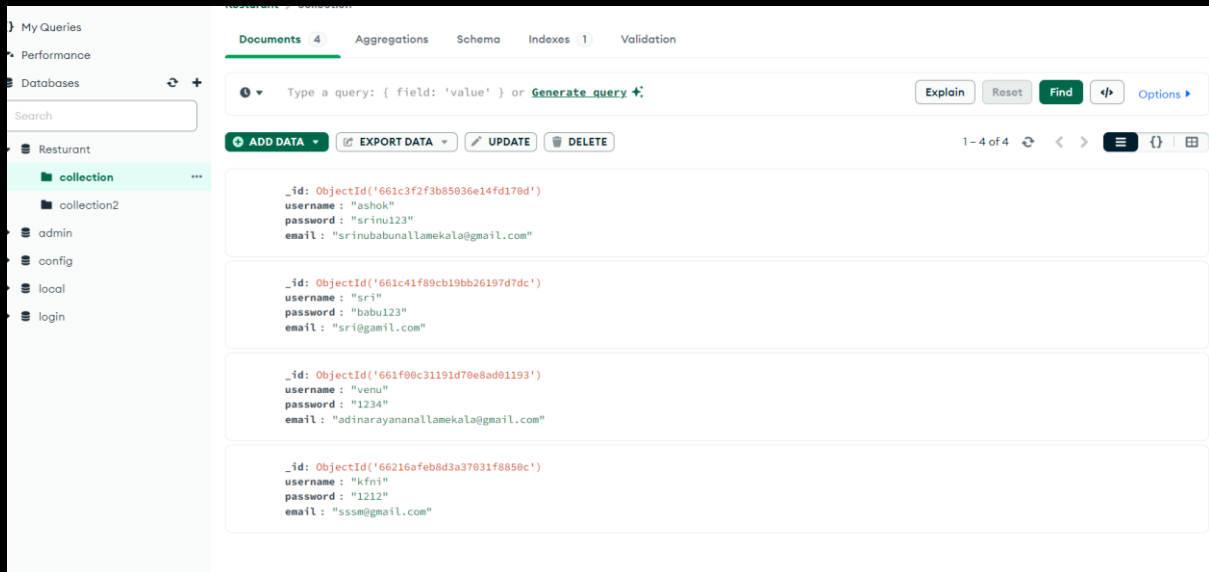 My Queries
Performance
Databases
Search
Resturant
collection
collection2
admin
config
local
login
Resturant > collection
Documents 4 Aggregations Schema Indexes 1 Validation
Type a query: { field: 'value' } or Generate query
Explain Reset Find </> Options
ADD DATA EXPORT DATA UPDATE DELETE 1 – 4 of 4 {}
_id: ObjectId('661c3f2f3b85036e14fd170d')
username : "ashok"
password : "srinu123"
email : "srinubabunallamekala@gmail.com"
_id: ObjectId('661c41f89cb19bb26197d7dc')
username : "sri"
password : "babu123"
email : "sri@gamil.com"
_id: ObjectId('661f00c31191d70e8ad01193')
username : "venu"
password : "1234"
email : "adinarayananallamekala@gmail.com"
_id: ObjectId('66216afeb8d3a37031f8850c')
username : "kfni"
password : "1212"
email : "sssm@gmail.com"